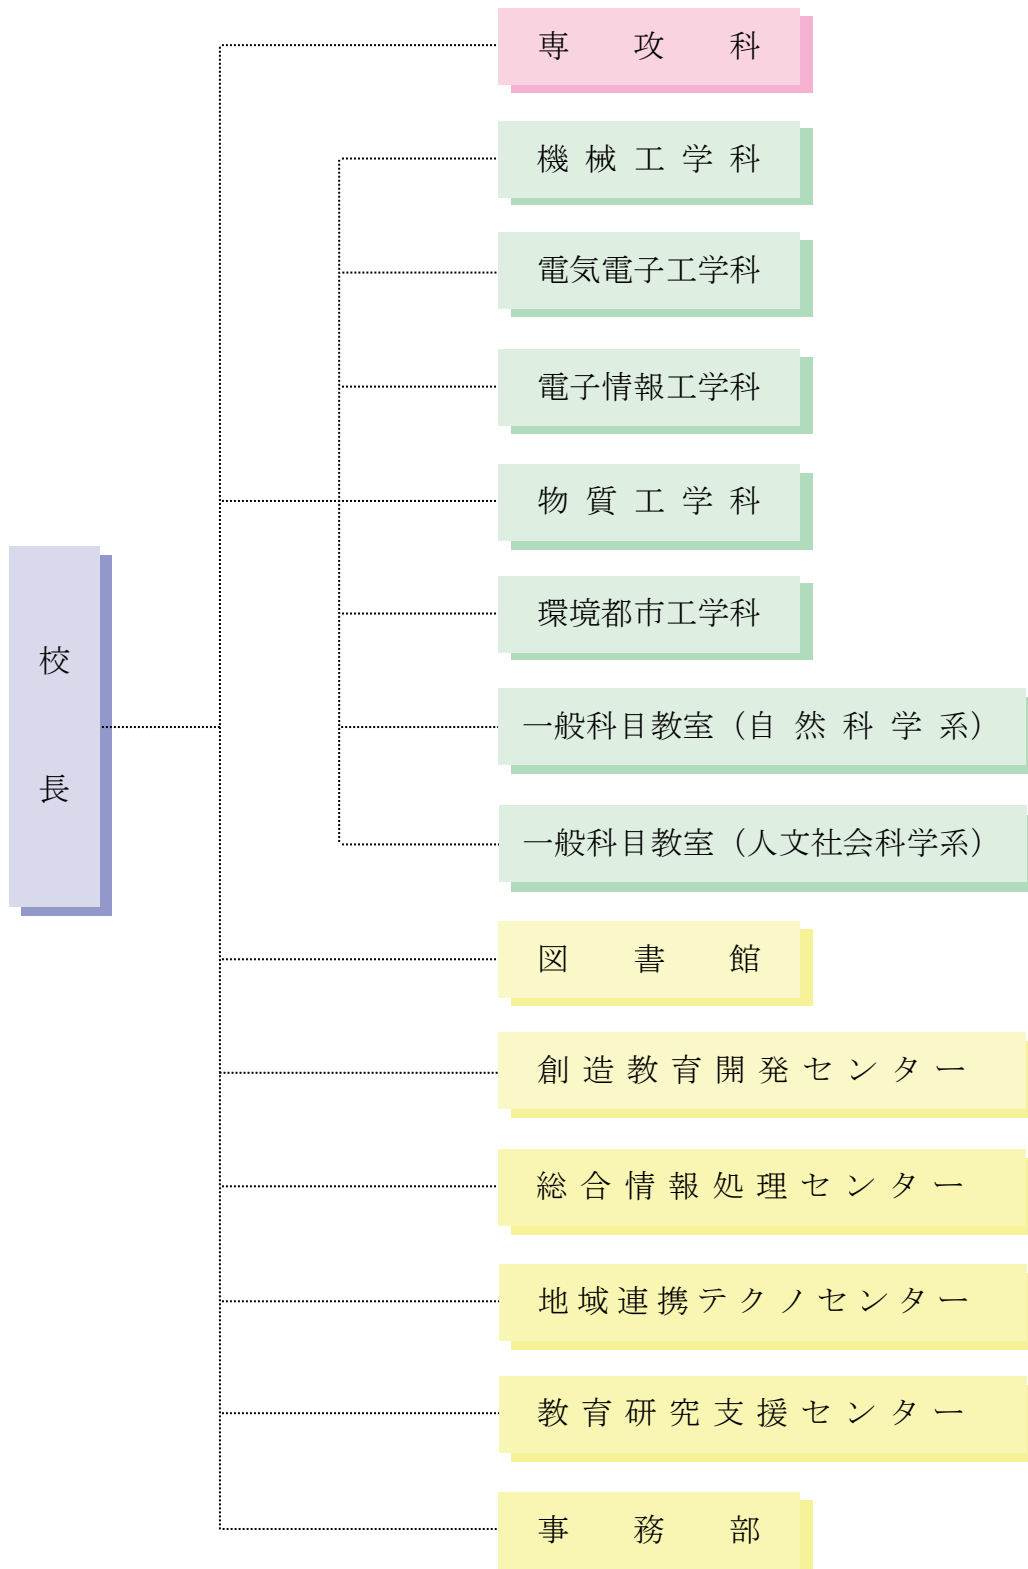 専攻科
機械工学科
電気電子工学科
電子情報工学科
物質工学科
環境都市工学科
校長
一般科目教室（自然科学系）
一般科目教室（人文社会科学系）
図書館
創造教育開発センター
総合情報処理センター
地域連携テクノセンター
教育研究支援センター
事務部